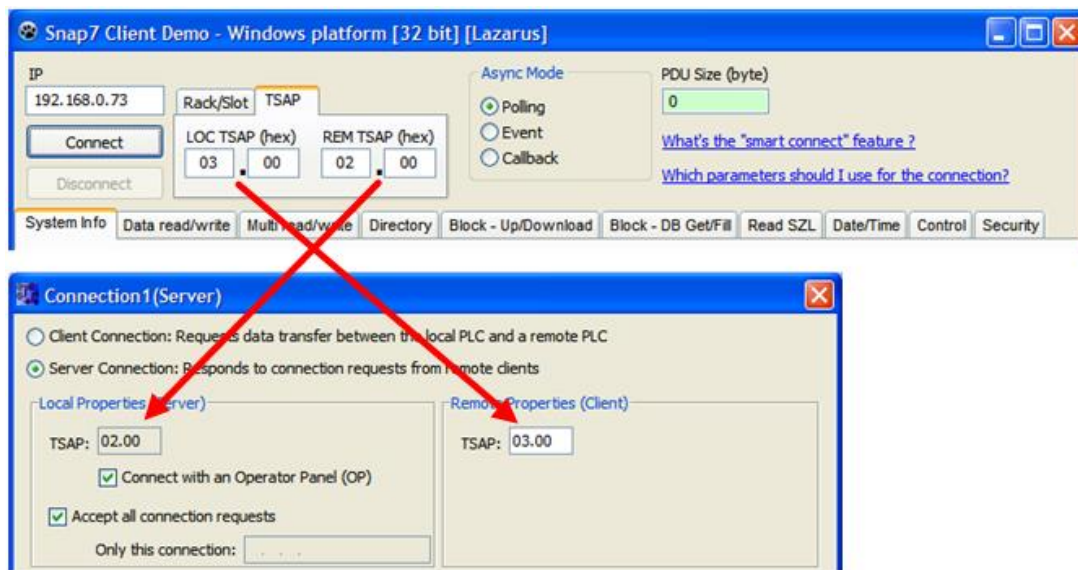 Snap7 Client Demo - Windows platform [32 bit] [Lazarus]
IP
192.168.0.73
Connect
Disconnect
Rack/Slot TSAP
LOC TSAP (hex) REM TSAP (hex)
03 . 00 02 . 00
Async Mode
Polling
Event
Callback
PDU Size (byte)
0
What's the "smart connect" feature ?
Which parameters should I use for the connection?
System Info Data read/write Multi read/write Directory Block - Up/Download Block - DB Get/Fill Read SZL Date/Time Control Security
Connection1(Server)
Client Connection: Requests data transfer between the local PLC and a remote PLC
Server Connection: Responds to connection requests from remote clients
Local Properties (Server)
TSAP: 02.00
Connect with an Operator Panel (OP)
Accept all connection requests
Only this connection: . . .
Remote Properties (Client)
TSAP: 03.00